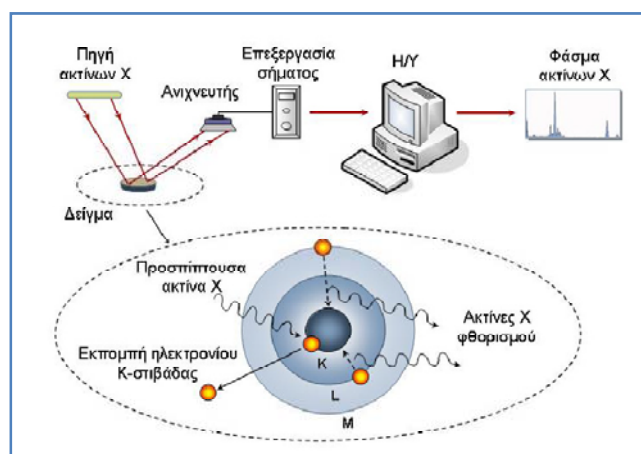 Πηγή
ακτίνων Χ
Ανιχνευτής
Επεξεργασία
σήματος
Η/Υ
Φάσμα
ακτίνων Χ
Δείγμα
Προσπίπτουσα
ακτίνα Χ
Ακτίνες Χ
φθορισμού
Εκπομπή ηλεκτρονίου
Κ-στιβάδας
K
L
M